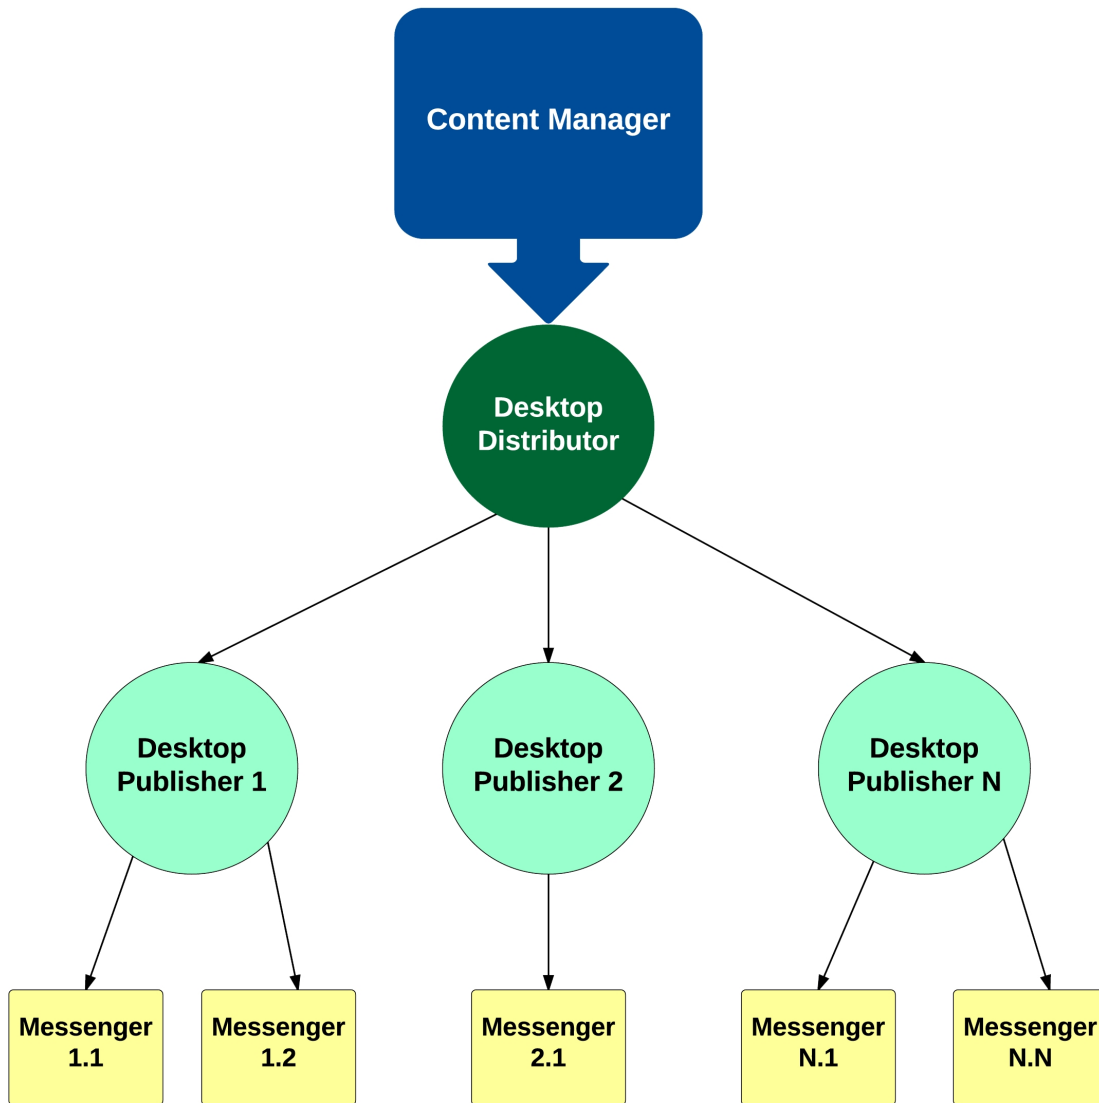 Content Manager
Desktop
Distributor
Desktop
Publisher 1
Desktop
Publisher 2
Desktop
Publisher N
Messenger
1.1
Messenger
1.2
Messenger
2.1
Messenger
N.1
Messenger
N.N